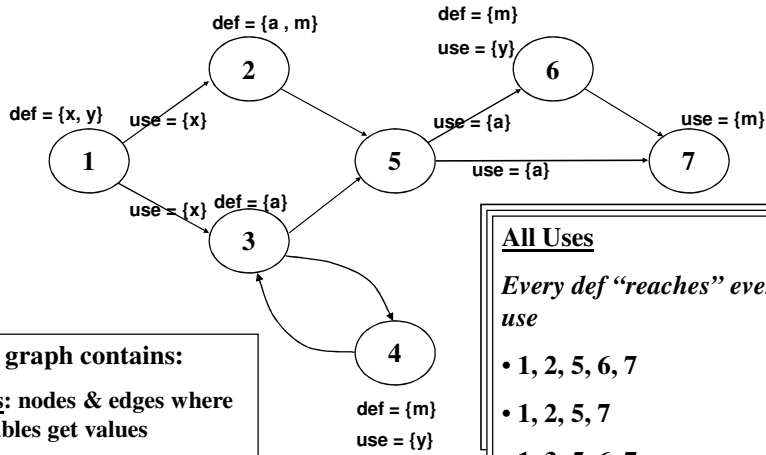 def = {a , m}
def = {m}
use = {y}
2
6
def = {x, y}
use = {x}
use = {a}
use = {m}
1
5
7
use = {a}
use = {x}
def = {a}
3
All Uses
Every def “reaches”
use
4
graph contains:
• 1, 2, 5, 6, 7
: nodes & edges where
get values
def = {m}
use = {y}
• 1, 2, 5, 7